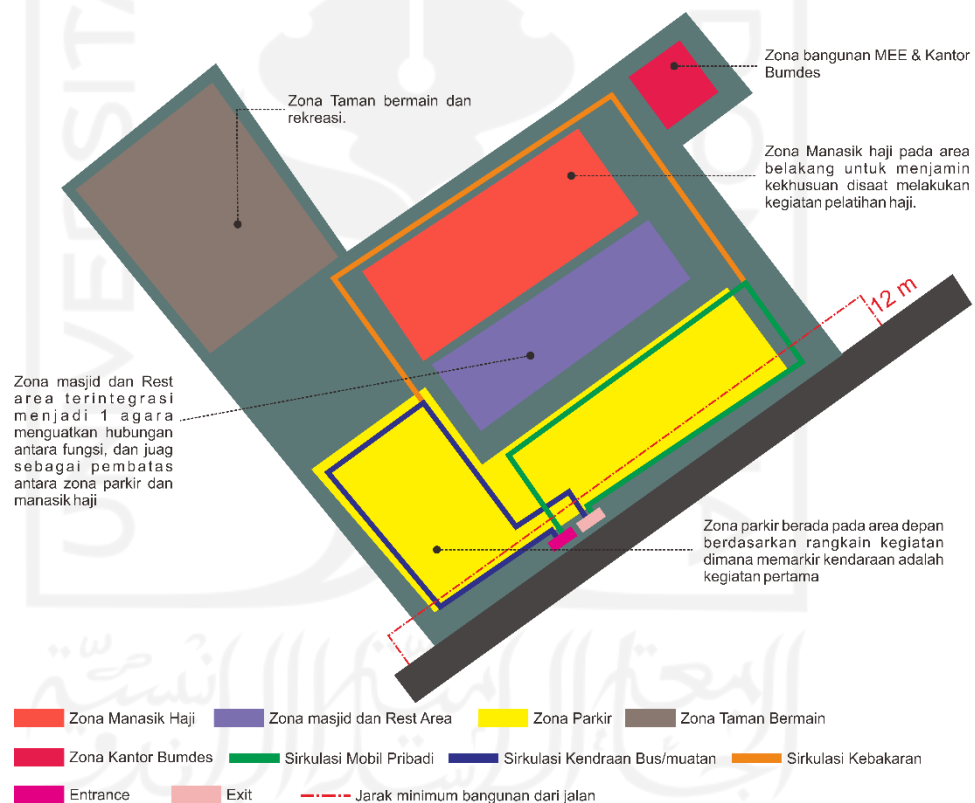 Zona bangunan MEE & Kantor
Bumdes
Zona Taman bermain dan
rekreasi.
Zona Manasik haji pada area
belakang untuk menjamin
kekhusuan disaat melakukan
kegiatan pelatihan haji.
12 m
Zona masjid dan Rest
area terintegrasi
menjadi 1 agara
menguatkan hubungan
antara fungsi, dan juag
sebagai pembatas
antara zona parkir dan
manasik haji
Zona parkir berada pada area depan
berdasarkan rangkain kegiatan
dimana memarkir kendaraan adalah
kegiatan pertama
Zona Manasik Haji
Zona masjid dan Rest Area
Zona Parkir
Zona Taman Bermain
Zona Kantor Bumdes
Sirkulasi Mobil Pribadi
Sirkulasi Kendraan Bus/muatan
Sirkulasi Kebakaran
Entrance
Exit
Jarak minimum bangunan dari jalan